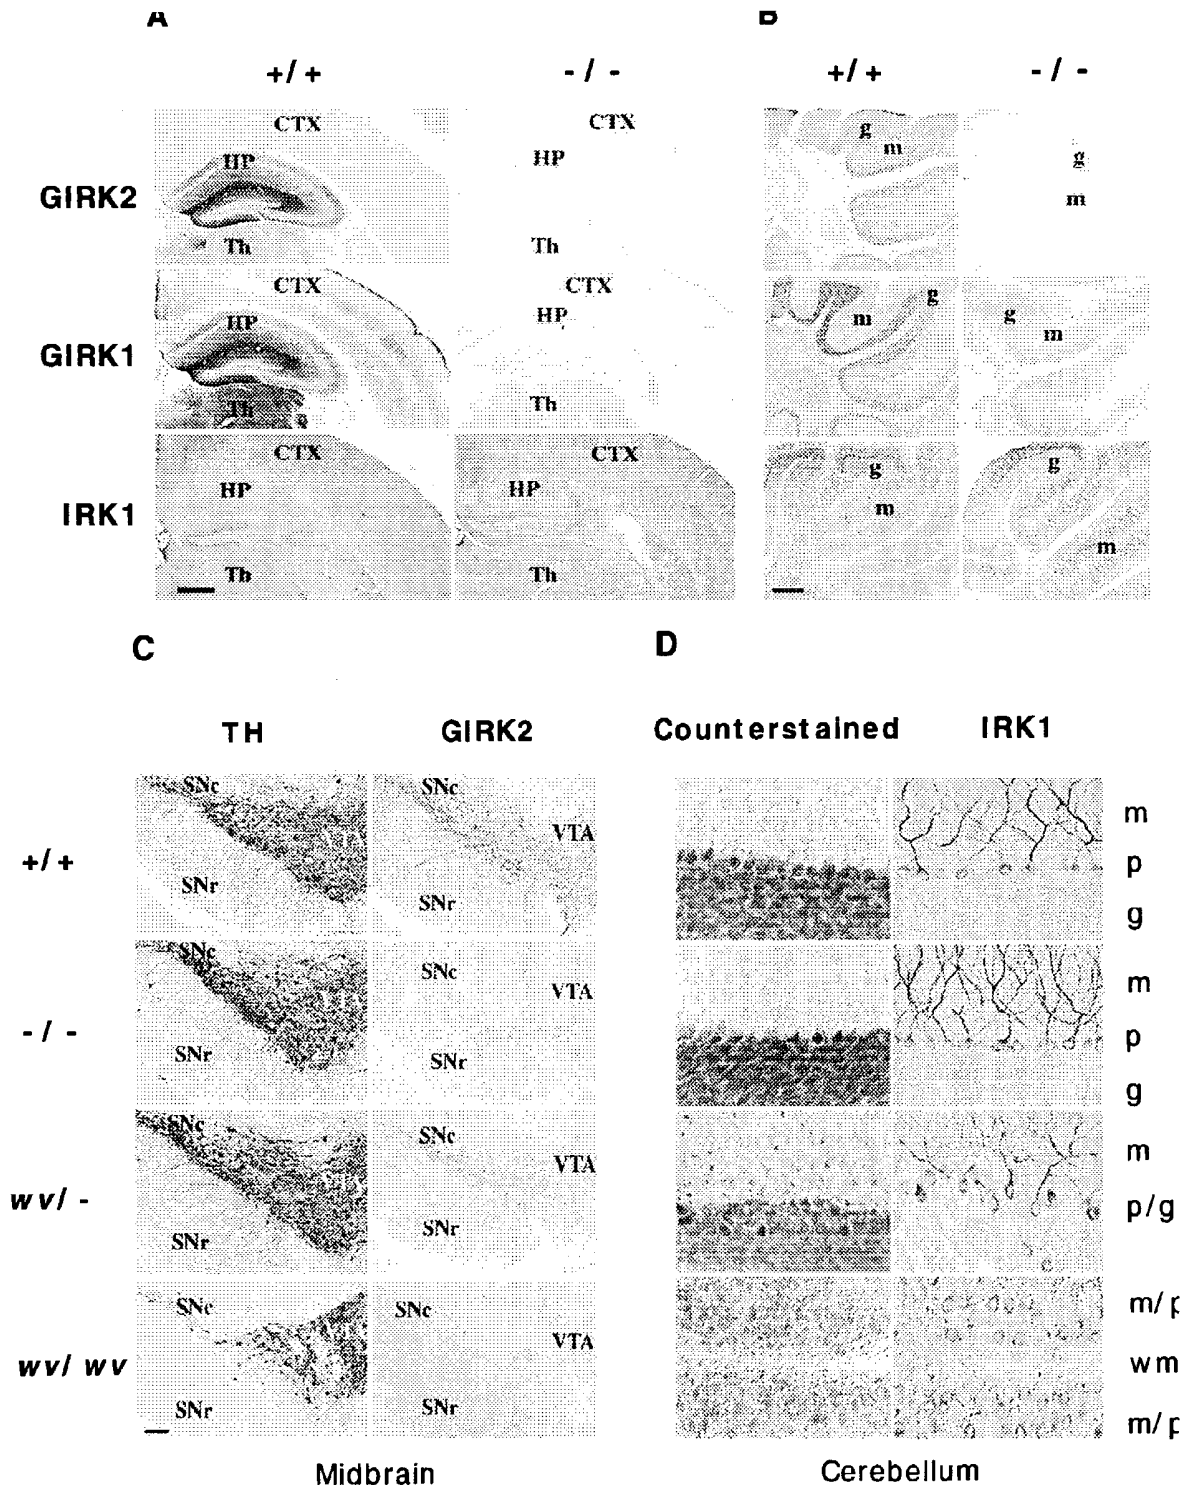 A B
+/+ -/- +/+ -/-
GIRK2
CTX CTX g
HP HP m g
m
Th Th
GIRK1
CTX CTX g
HP HP m g m
Th Th
IRK1
CTX CTX g g
HP HP m
Th Th m
C D
TH GIRK2 Counterstained IRK1
+/+
SNc SNc m
VTA p
SNr SNr g
-/-
SNc SNc m
VTA VTA p
SNr SNr g
wv/-
SNc SNc m
VTA p/g
SNr SNr
wv/wv
SNc SNc m/p
VTA wm
SNr SNr m/p
Midbrain Cerebellum